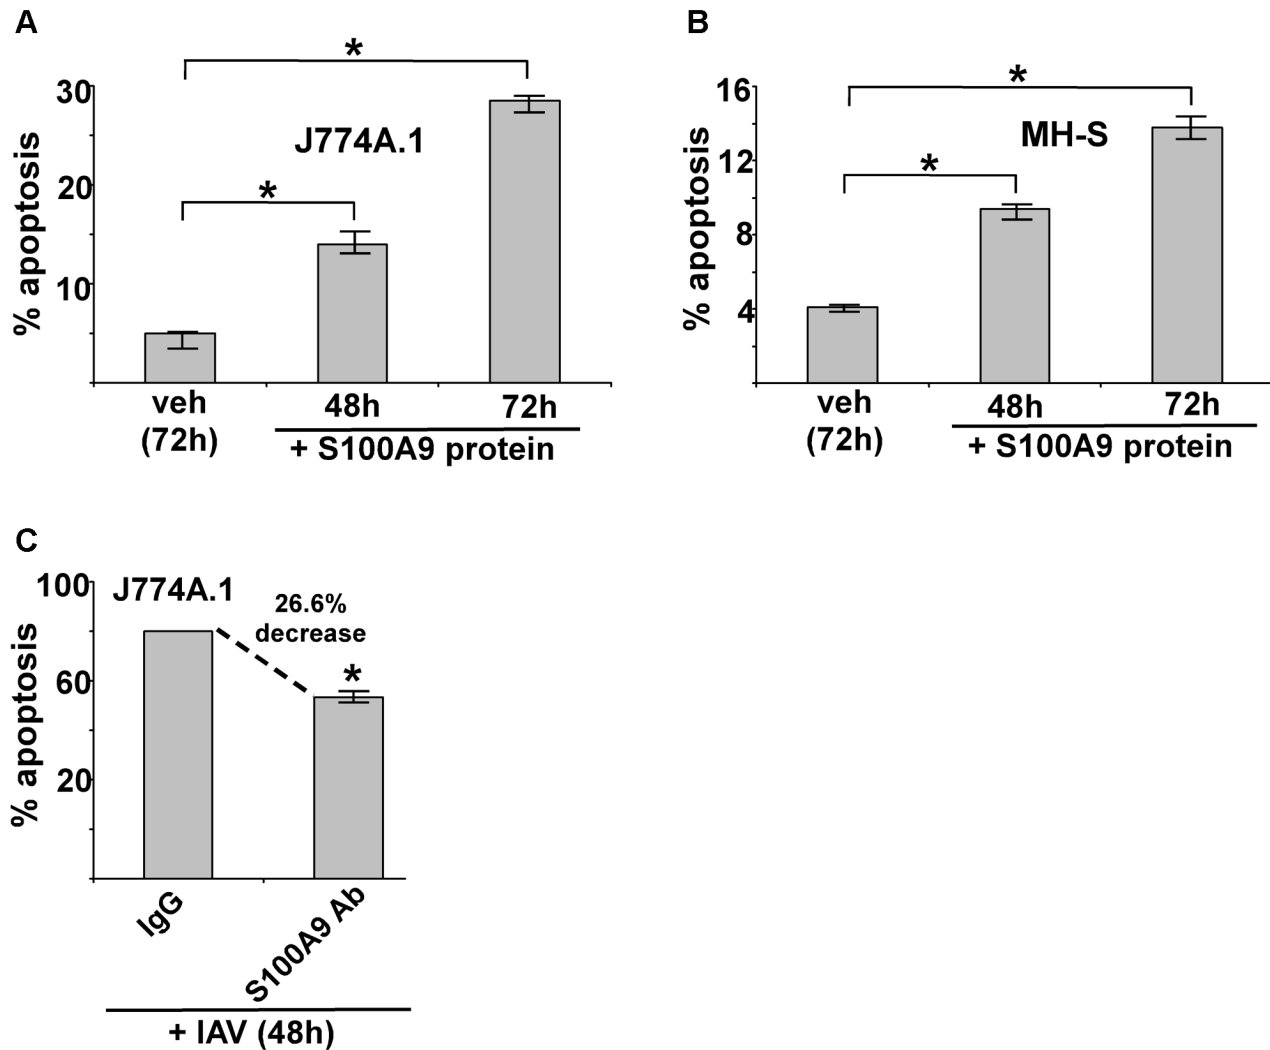 A
*
30
J774A.1
*
20
10
% apoptosis
veh
(72h)
48h
72h
+ S100A9 protein
B
*
16
MH-S
12
*
8
4
% apoptosis
veh
(72h)
48h
72h
+ S100A9 protein
C
100
J774A.1
26.6%
decrease
*
60
20
% apoptosis
IgG
S100A9 Ab
+ IAV (48h)